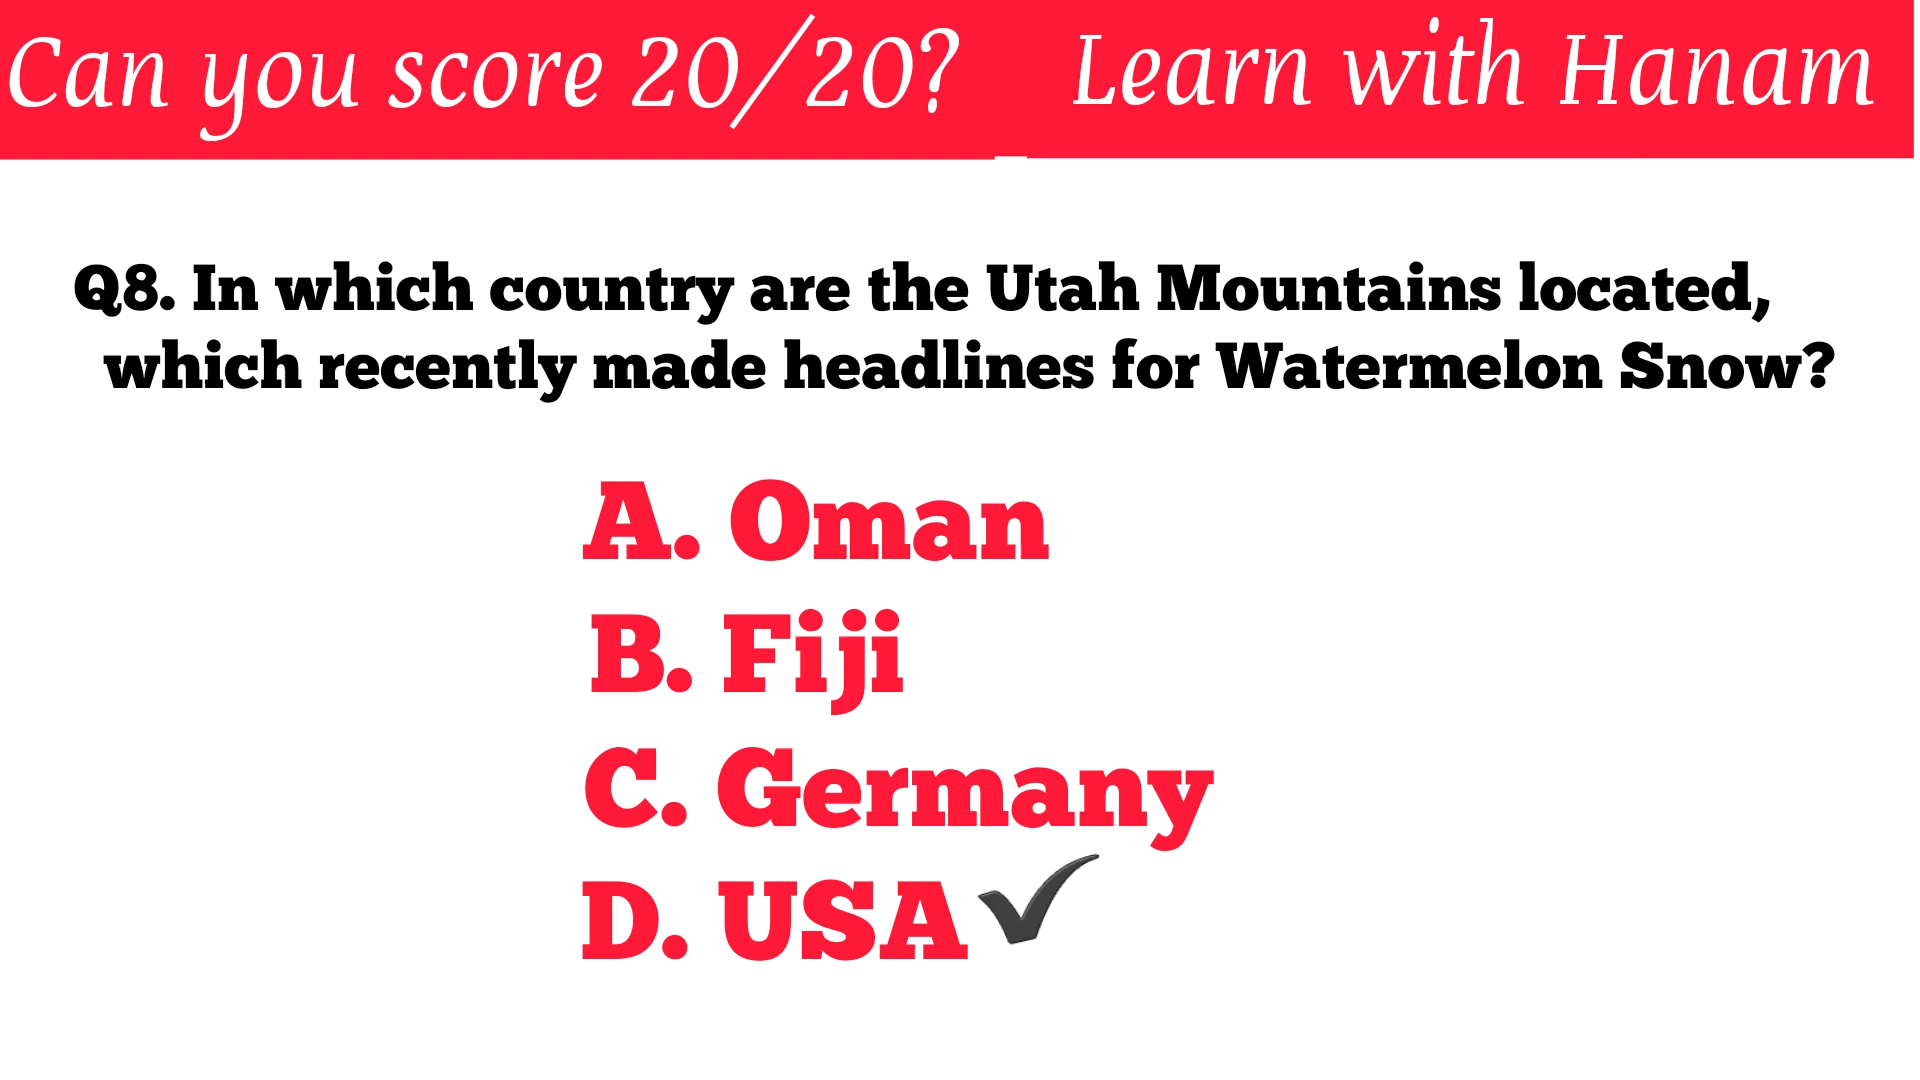 Can you score 20/20? Learn with Hanam
Q8. In which country are the Utah Mountains located,
which recently made headlines for Watermelon Snow?
A. Oman
B. Fiji
C. Germany
D. USA✔